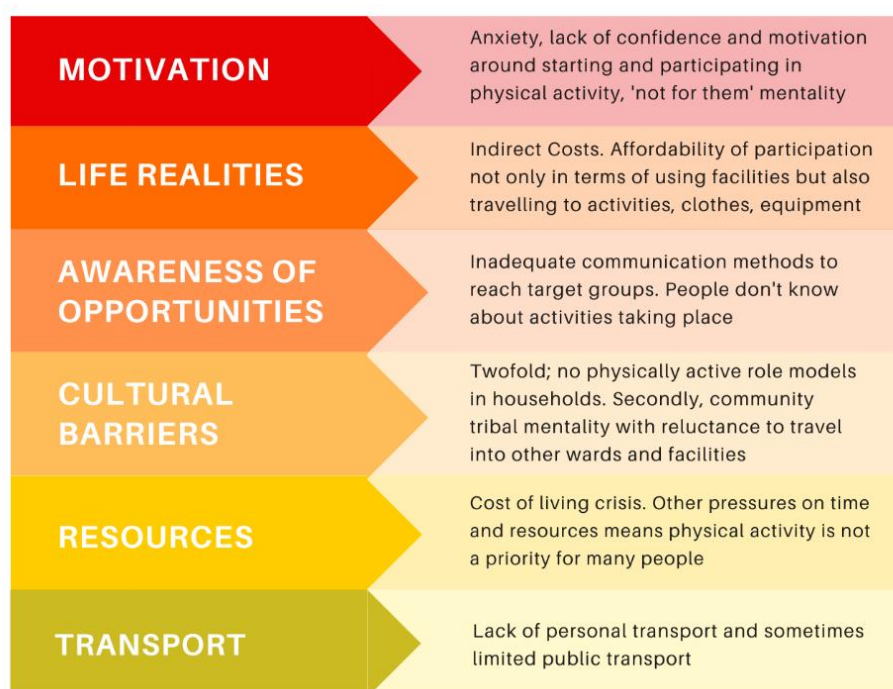 MOTIVATION
Anxiety, lack of confidence and motivation
around starting and participating in
physical activity, 'not for them' mentality
LIFE REALITIES
Indirect Costs. Affordability of participation
not only in terms of using facilities but also
travelling to activities, clothes, equipment
AWARENESS OF
OPPORTUNITIES
Inadequate communication methods to
reach target groups. People don't know
about activities taking place
CULTURAL
BARRIERS
Twofold; no physically active role models
in households. Secondly, community
tribal mentality with reluctance to travel
into other wards and facilities
RESOURCES
Cost of living crisis. Other pressures on time
and resources means physical activity is not
a priority for many people
TRANSPORT
Lack of personal transport and sometimes
limited public transport